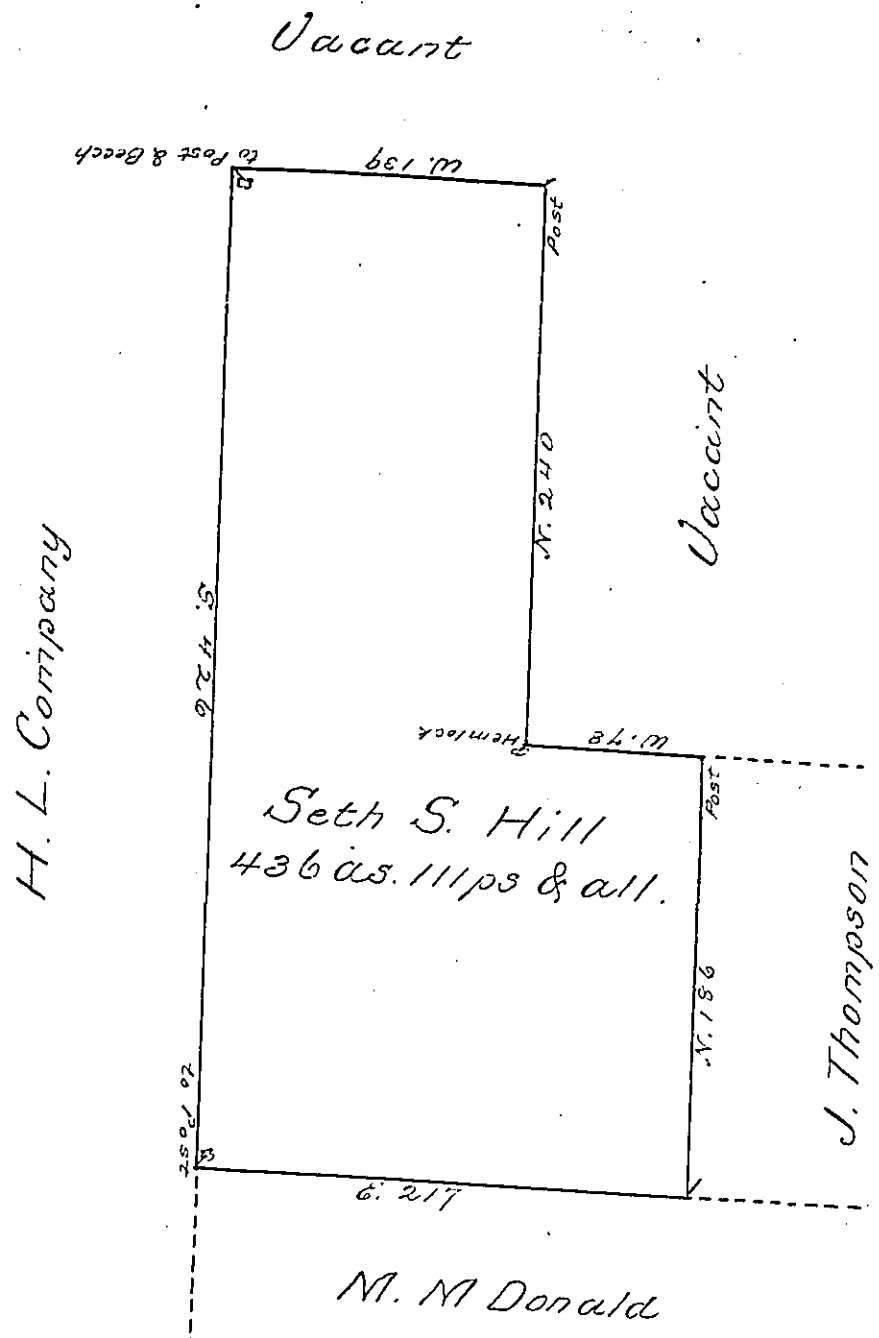 Vacant
to Post & Beech
W. 139
Post
N. 240
Vacant
H. L. Company
S. 426
Hemlock
W. 78
Post
Seth S. Hill
436 as. 111 ps & all.
N. 186
J. Thompson
to Post
E. 217
M. M Donald